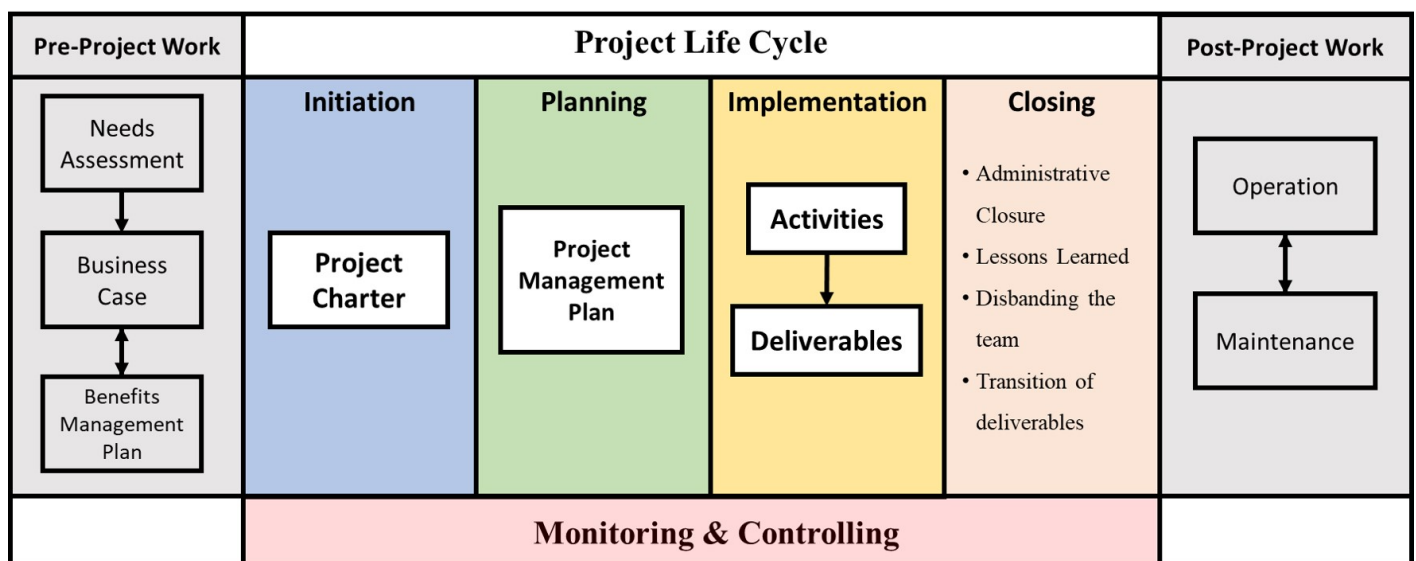 Pre-Project Work
Project Life Cycle
Post-Project Work
Needs
Assessment
Business
Case
Benefits
Management
Plan
Initiation
Project
Charter
Planning
Project
Management
Plan
Implementation
Activities
Deliverables
Closing
• Administrative
Closure
• Lessons Learned
• Disbanding the
team
• Transition of
deliverables
Operation
Maintenance
Monitoring & Controlling